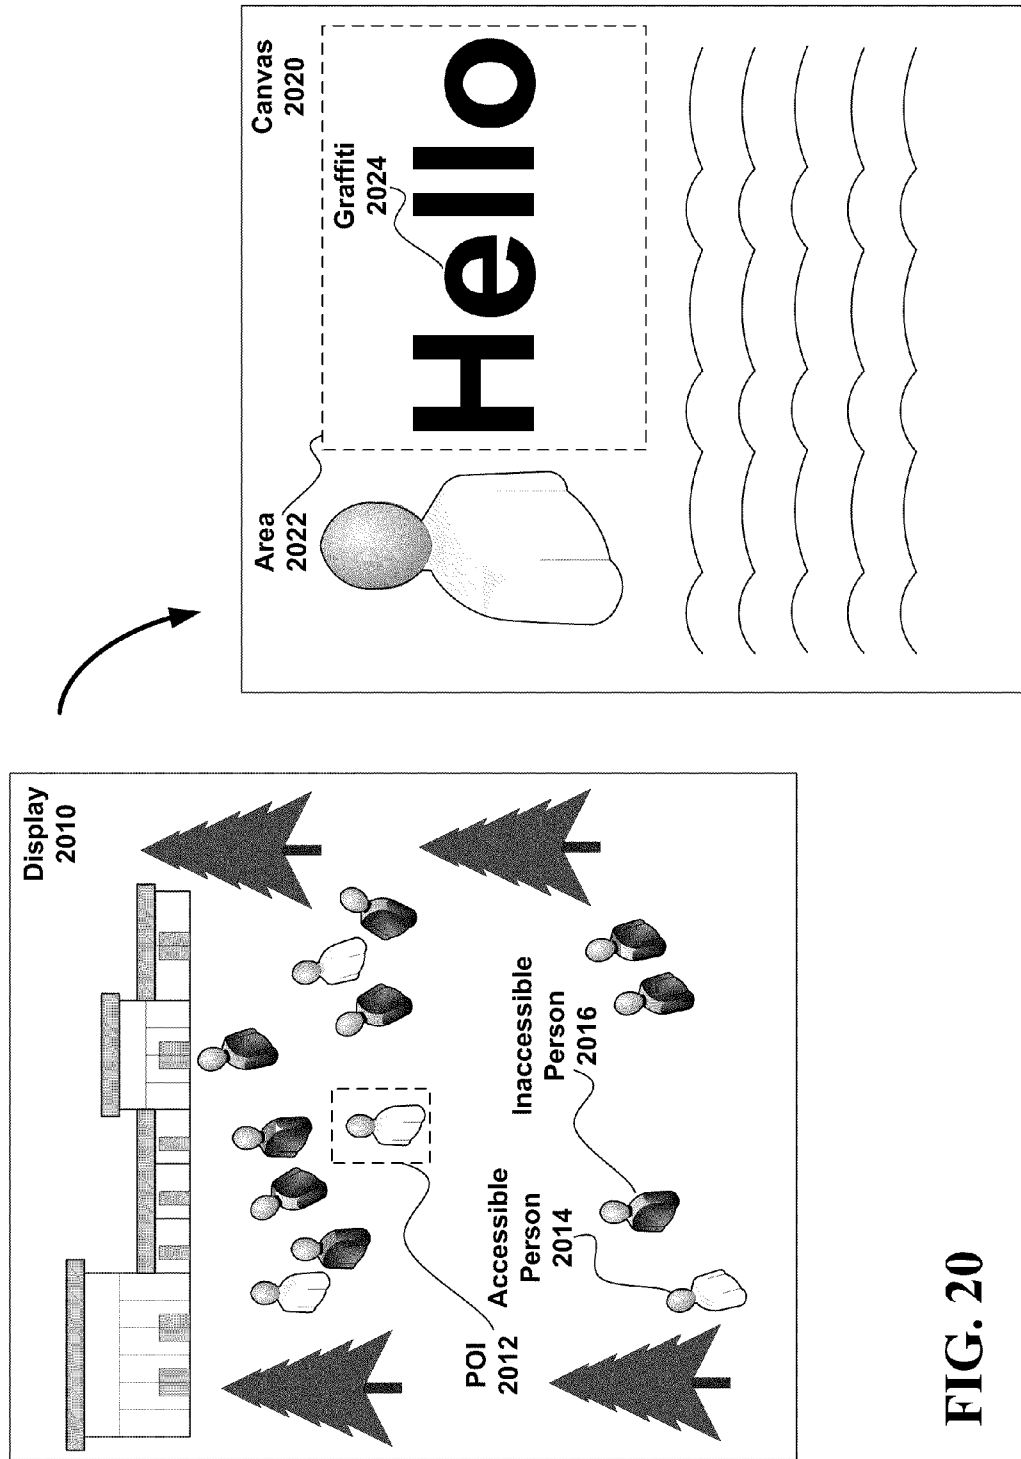 Display
2010
POI
2012
Accessible
Person
2014
Inaccessible
Person
2016
Canvas
2020
Area
2022
Graffiti
2024
Hello
FIG. 20